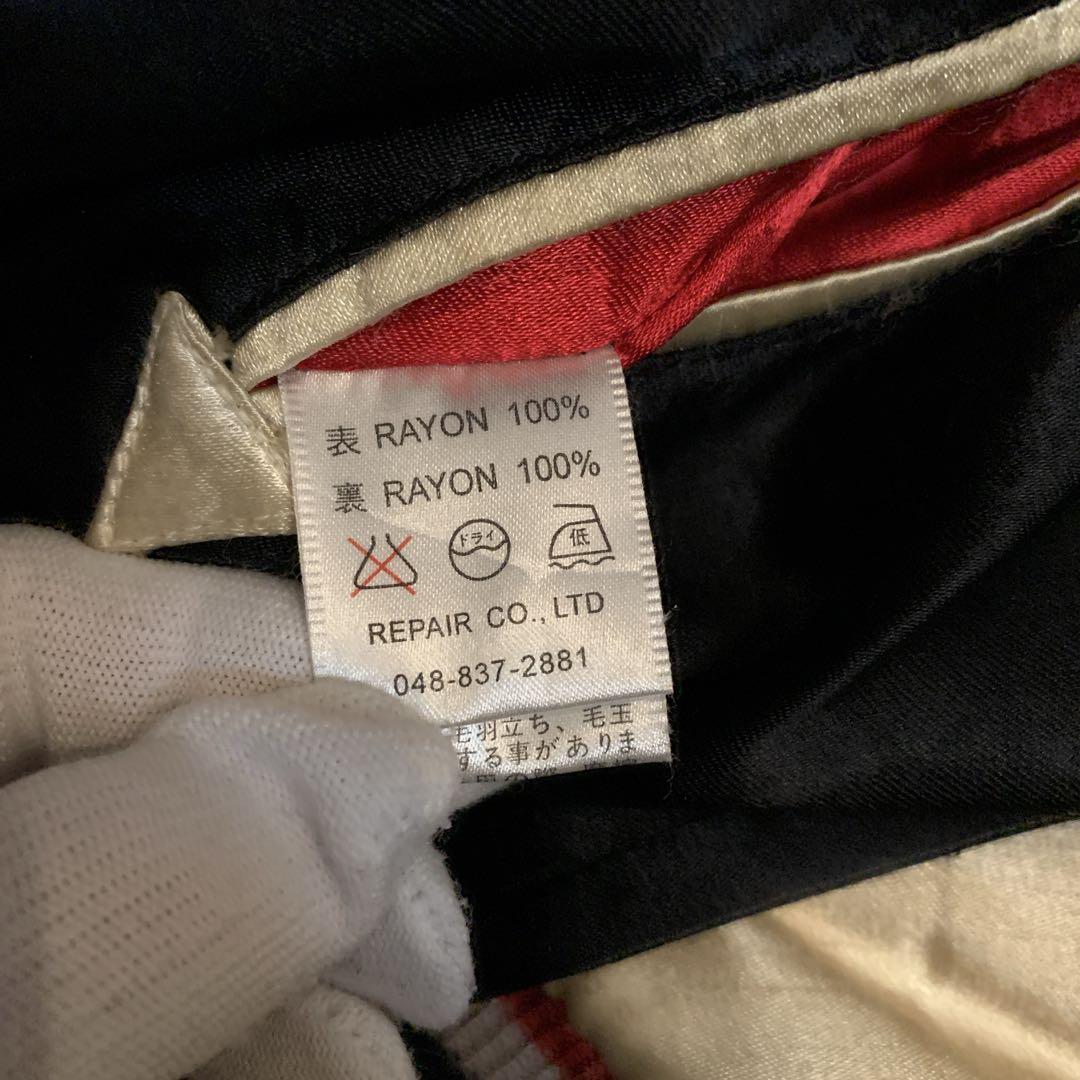 表 RAYON 100%
裏 RAYON 100%
ドライ 低
REPAIR CO., LTD
048-837-2881
毛羽立ち、毛玉
する事がありま